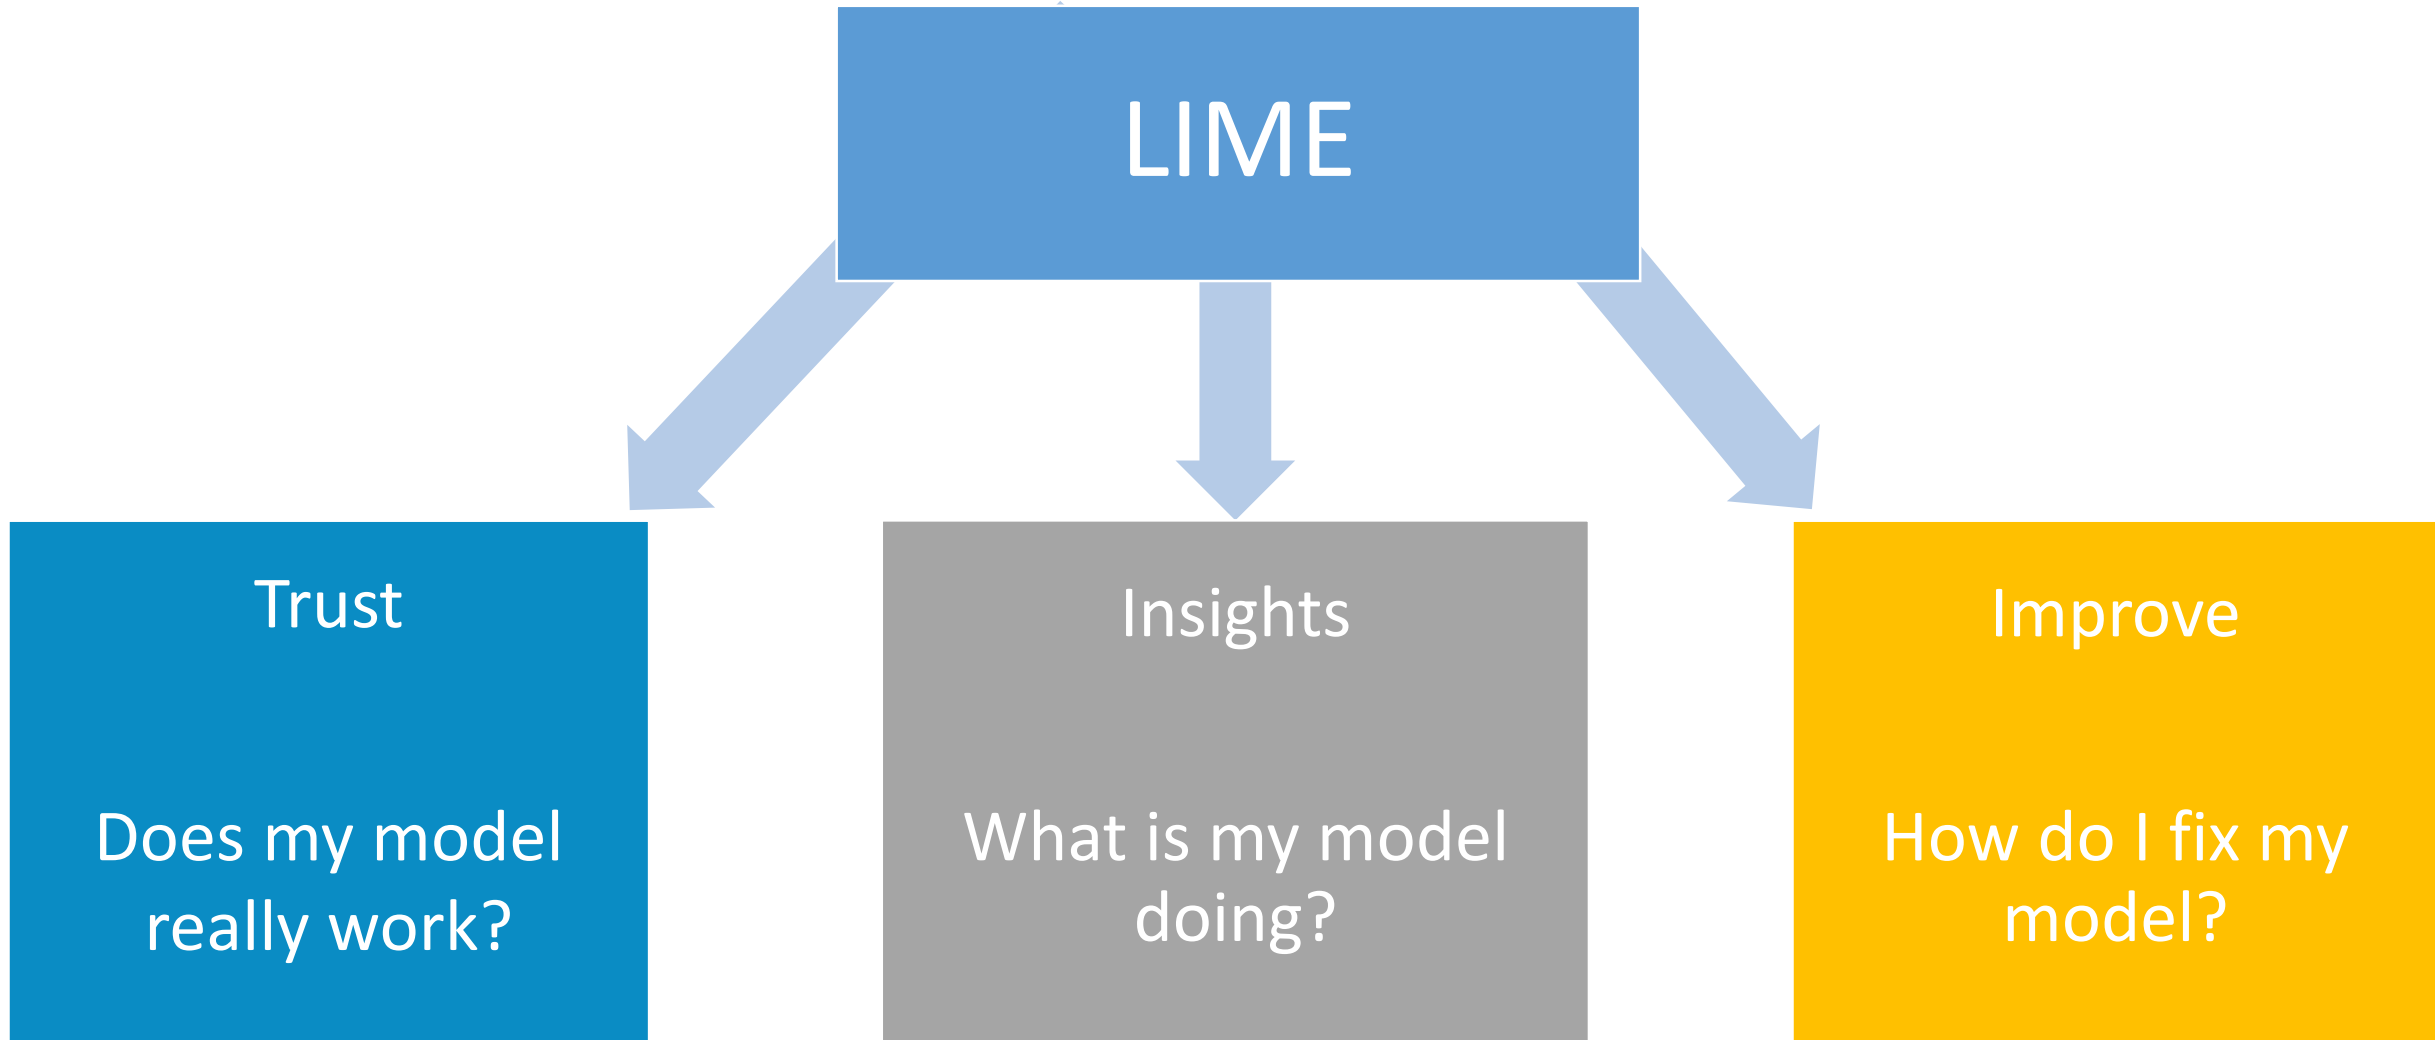 LIME
Trust
Does my model
really work?
Insights
What is my model
doing?
Improve
How do I fix my
model?